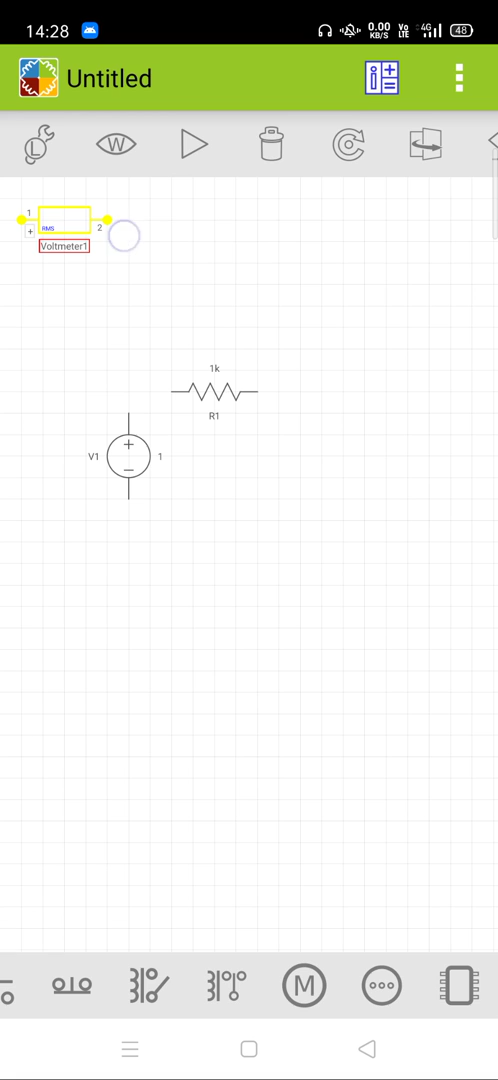 14:28
0.00 KB/S Vo LTE 4G 48
Untitled
L W
1
RMS
+ 2
Voltmeter1
1k
R1
+
V1 1
M